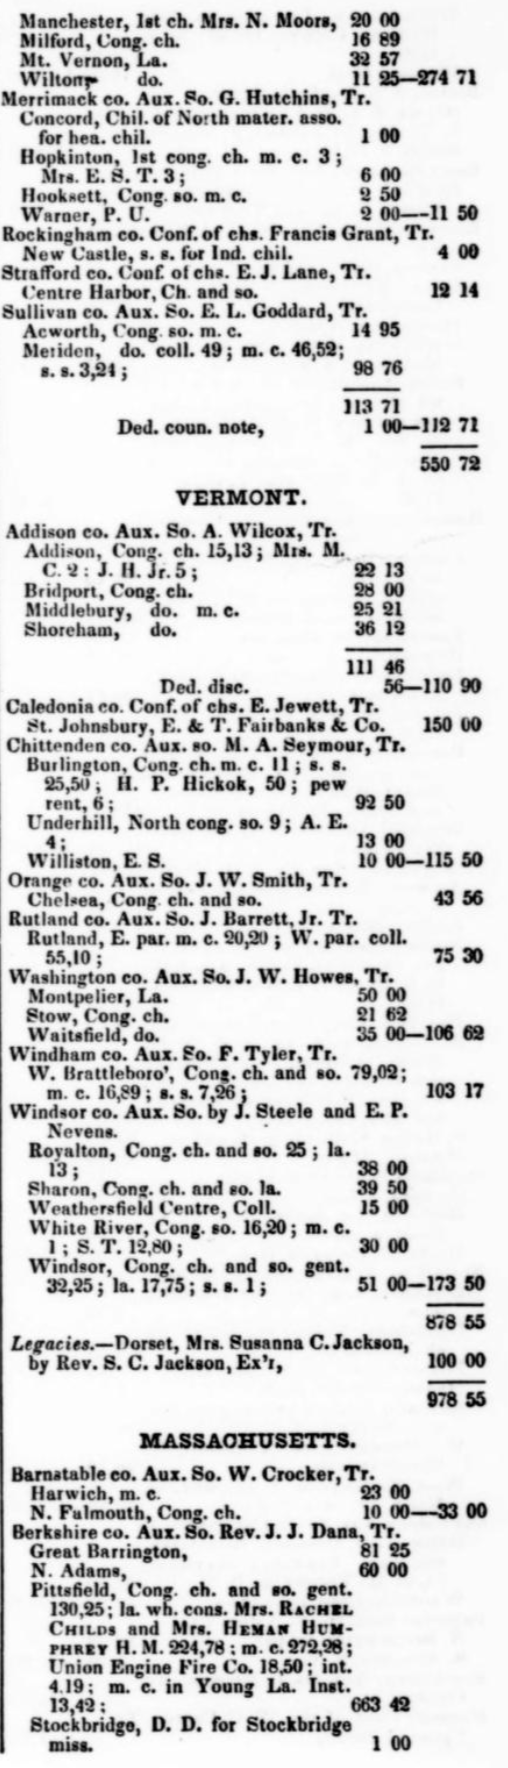 Manchester, 1st ch. Mrs. N. Moors, 20 00
Milford, Cong. ch. 16 89
Mt. Vernon, La. 32 57
Wilton, do. 11 25—274 71
Merrimack co. Aux. So. G. Hutchins, Tr.
Concord, Chil. of North mater. asso.
for hea. chil. 1 00
Hopkinton, 1st cong. ch. m. c. 3;
Mrs. E. S. T. 3; 6 00
Hooksett, Cong. so. m. c. 2 50
Warner, P. U. 2 00—11 50
Rockingham co. Conf. of chs. Francis Grant, Tr.
New Castle, s. s. for Ind. chil. 4 00
Strafford co. Conf. of chs. E. J. Lane, Tr.
Centre Harbor, Ch. and so. 12 14
Sullivan co. Aux. So. E. L. Goddard, Tr.
Acworth, Cong. so. m. c. 14 95
Meriden, do. coll. 49; m. c. 46,52;
s. s. 3,24; 98 76
113 71
Ded. coun. note, 1 00—112 71
550 72
VERMONT.
Addison co. Aux. So. A. Wilcox, Tr.
Addison, Cong. ch. 15,13; Mrs. M.
C. 2; J. H. Jr. 5; 22 13
Bridport, Cong. ch. 28 00
Middlebury, do. m. c. 25 21
Shoreham, do. 36 12
111 46
Ded. disc. 56—110 90
Caledonia co. Conf. of chs. E. Jewett, Tr.
St. Johnsbury, E. & T. Fairbanks & Co. 150 00
Chittenden co. Aux. so. M. A. Seymour, Tr.
Burlington, Cong. ch. m. c. 11; s. s.
25,50; H. P. Hickok, 50; pew
rent, 6; 92 50
Underhill, North cong. so. 9; A. E.
4; 13 00
Williston, E. S. 10 00—115 50
Orange co. Aux. So. J. W. Smith, Tr.
Chelsea, Cong. ch. and so. 43 56
Rutland co. Aux. So. J. Barrett, Jr. Tr.
Rutland, E. par. m. c. 20,20; W. par. coll.
55,10; 75 30
Washington co. Aux. So. J. W. Howes, Tr.
Montpelier, La. 50 00
Stow, Cong. ch. 21 62
Waitsfield, do. 35 00—106 62
Windham co. Aux. So. F. Tyler, Tr.
W. Brattleboro', Cong. ch. and so. 79,02;
m. c. 16,89; s. s. 7,26; 103 17
Windsor co. Aux. So. by J. Steele and E. P.
Nevens.
Royalton, Cong. ch. and so. 25; la.
13; 38 00
Sharon, Cong. ch. and so. la. 39 50
Weathersfield Centre, Coll. 15 00
White River, Cong. so. 16,20; m. c.
1; S. T. 12,80; 30 00
Windsor, Cong. ch. and so. gent.
32,25; la. 17,75; s. s. 1; 51 00—173 50
878 55
Legacies.—Dorset, Mrs. Susanna C. Jackson,
by Rev. S. C. Jackson, Ex'r, 100 00
978 55
MASSACHUSETTS.
Barnstable co. Aux. So. W. Crocker, Tr.
Harwich, m. c. 23 00
N. Falmouth, Cong. ch. 10 00—33 00
Berkshire co. Aux. So. Rev. J. J. Dana, Tr.
Great Barrington, 81 25
N. Adams, 60 00
Pittsfield, Cong. ch. and so. gent.
130,25; la. wh. cons. Mrs. RACHEL
CHILDS and Mrs. HEMAN HUM-
PHREY H. M. 224,78; m. c. 272,28;
Union Engine Fire Co. 18,50; int.
4,19; m. c. in Young La. Inst.
13,42; 663 42
Stockbridge, D. D. for Stockbridge
miss. 1 00